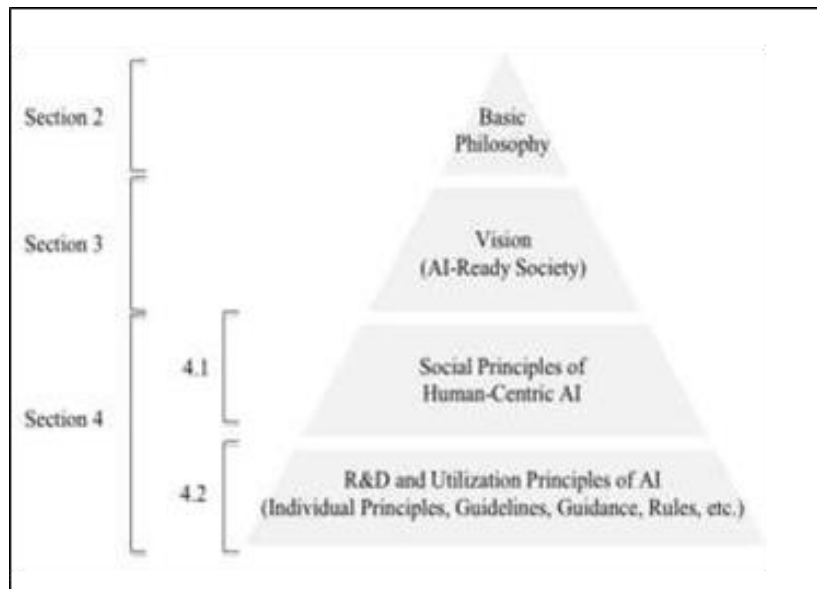 Section 2
Basic
Philosophy
Section 3
Vision
(AI-Ready Society)
Section 4
4.1
Social Principles of
Human-Centric AI
4.2
R&D and Utilization Principles of AI
(Individual Principles, Guidelines, Guidance, Rules, etc.)